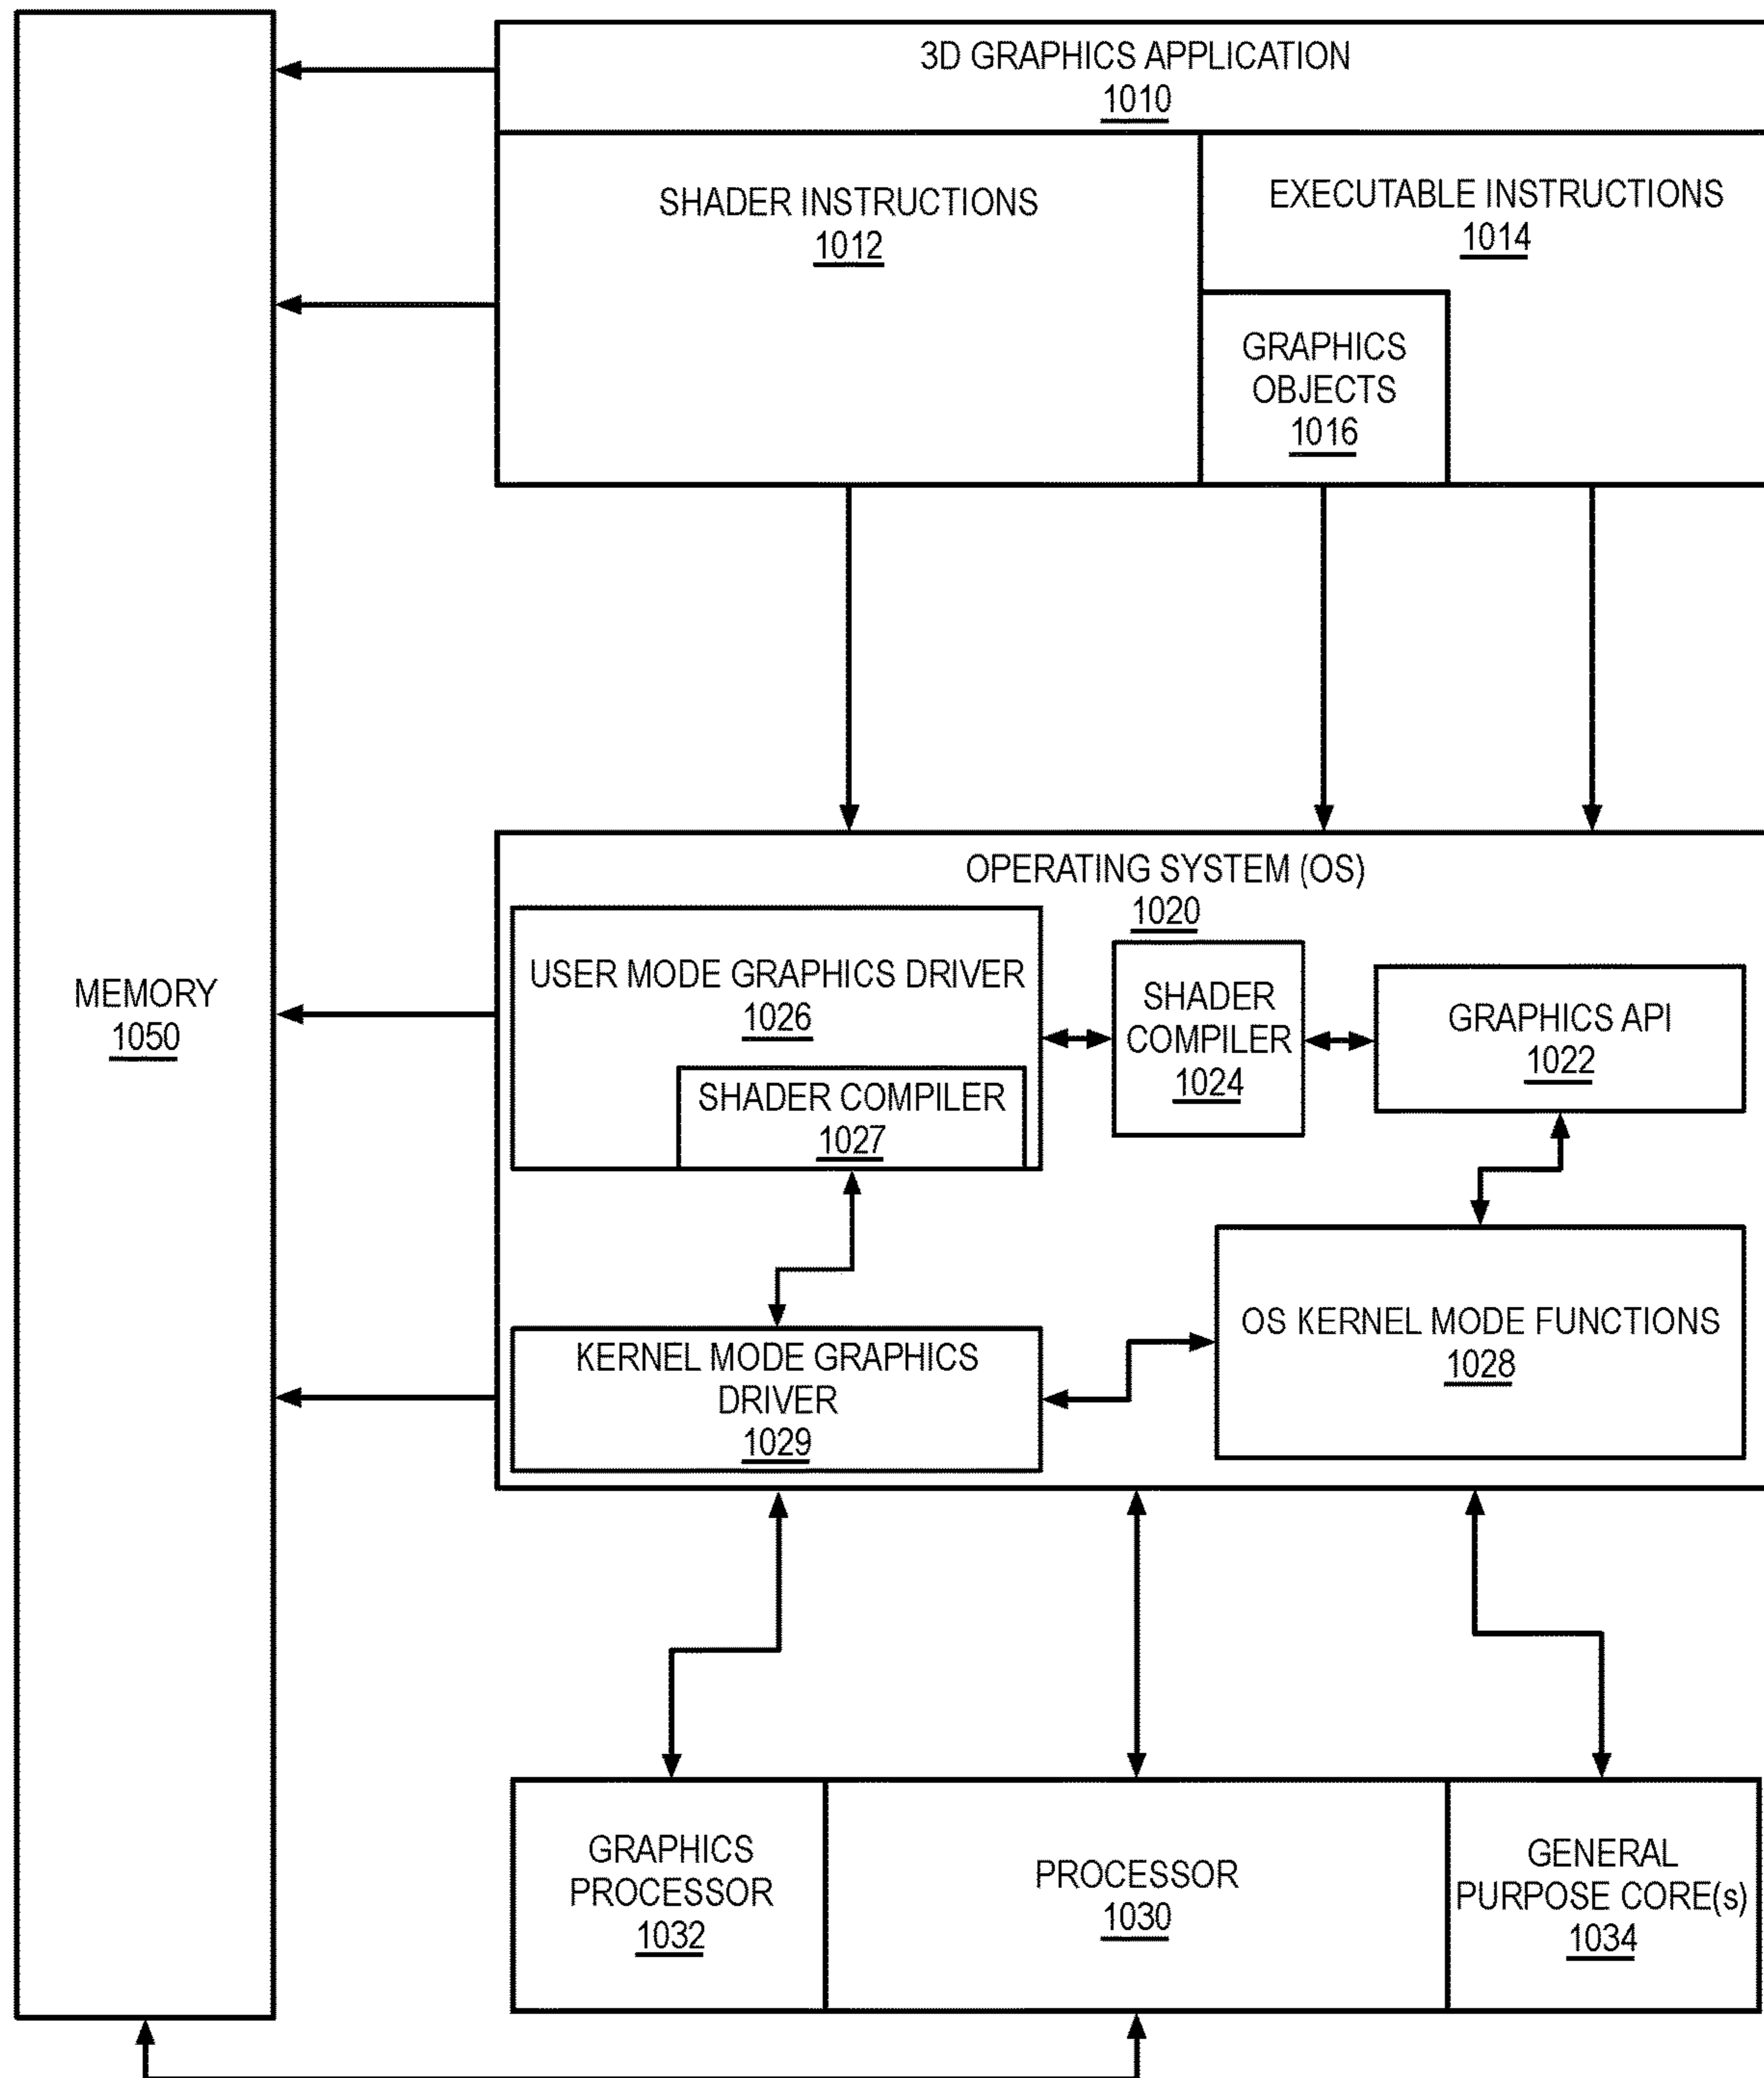 3D GRAPHICS APPLICATION
1010
SHADER INSTRUCTIONS
1012
EXECUTABLE INSTRUCTIONS
1014
GRAPHICS
OBJECTS
1016
OPERATING SYSTEM (OS)
1020
USER MODE GRAPHICS DRIVER
1026
SHADER COMPILER
1027
SHADER
COMPILER
1024
GRAPHICS API
1022
MEMORY
1050
KERNEL MODE GRAPHICS
DRIVER
1029
OS KERNEL MODE FUNCTIONS
1028
GRAPHICS
PROCESSOR
1032
PROCESSOR
1030
GENERAL
PURPOSE CORE(s)
1034